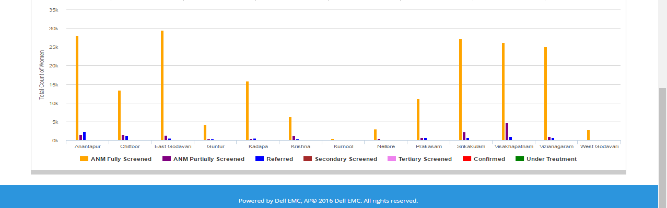 35k
30k
25k
20k
15k
10k
5k
0k
Total Count of Women
Anantapur Chittoor East Godavari Guntur Kadapa Krishna Kurnool Nellore Prakasam Srikakulam Visakhapatnam Vizianagaram West Godavari
ANM Fully Screened ANM Partially Screened Referred Secondary Screened Tertiary Screened Confirmed Under Treatment
Powered by Dell EMC, AP© 2016 Dell EMC. All rights reserved.